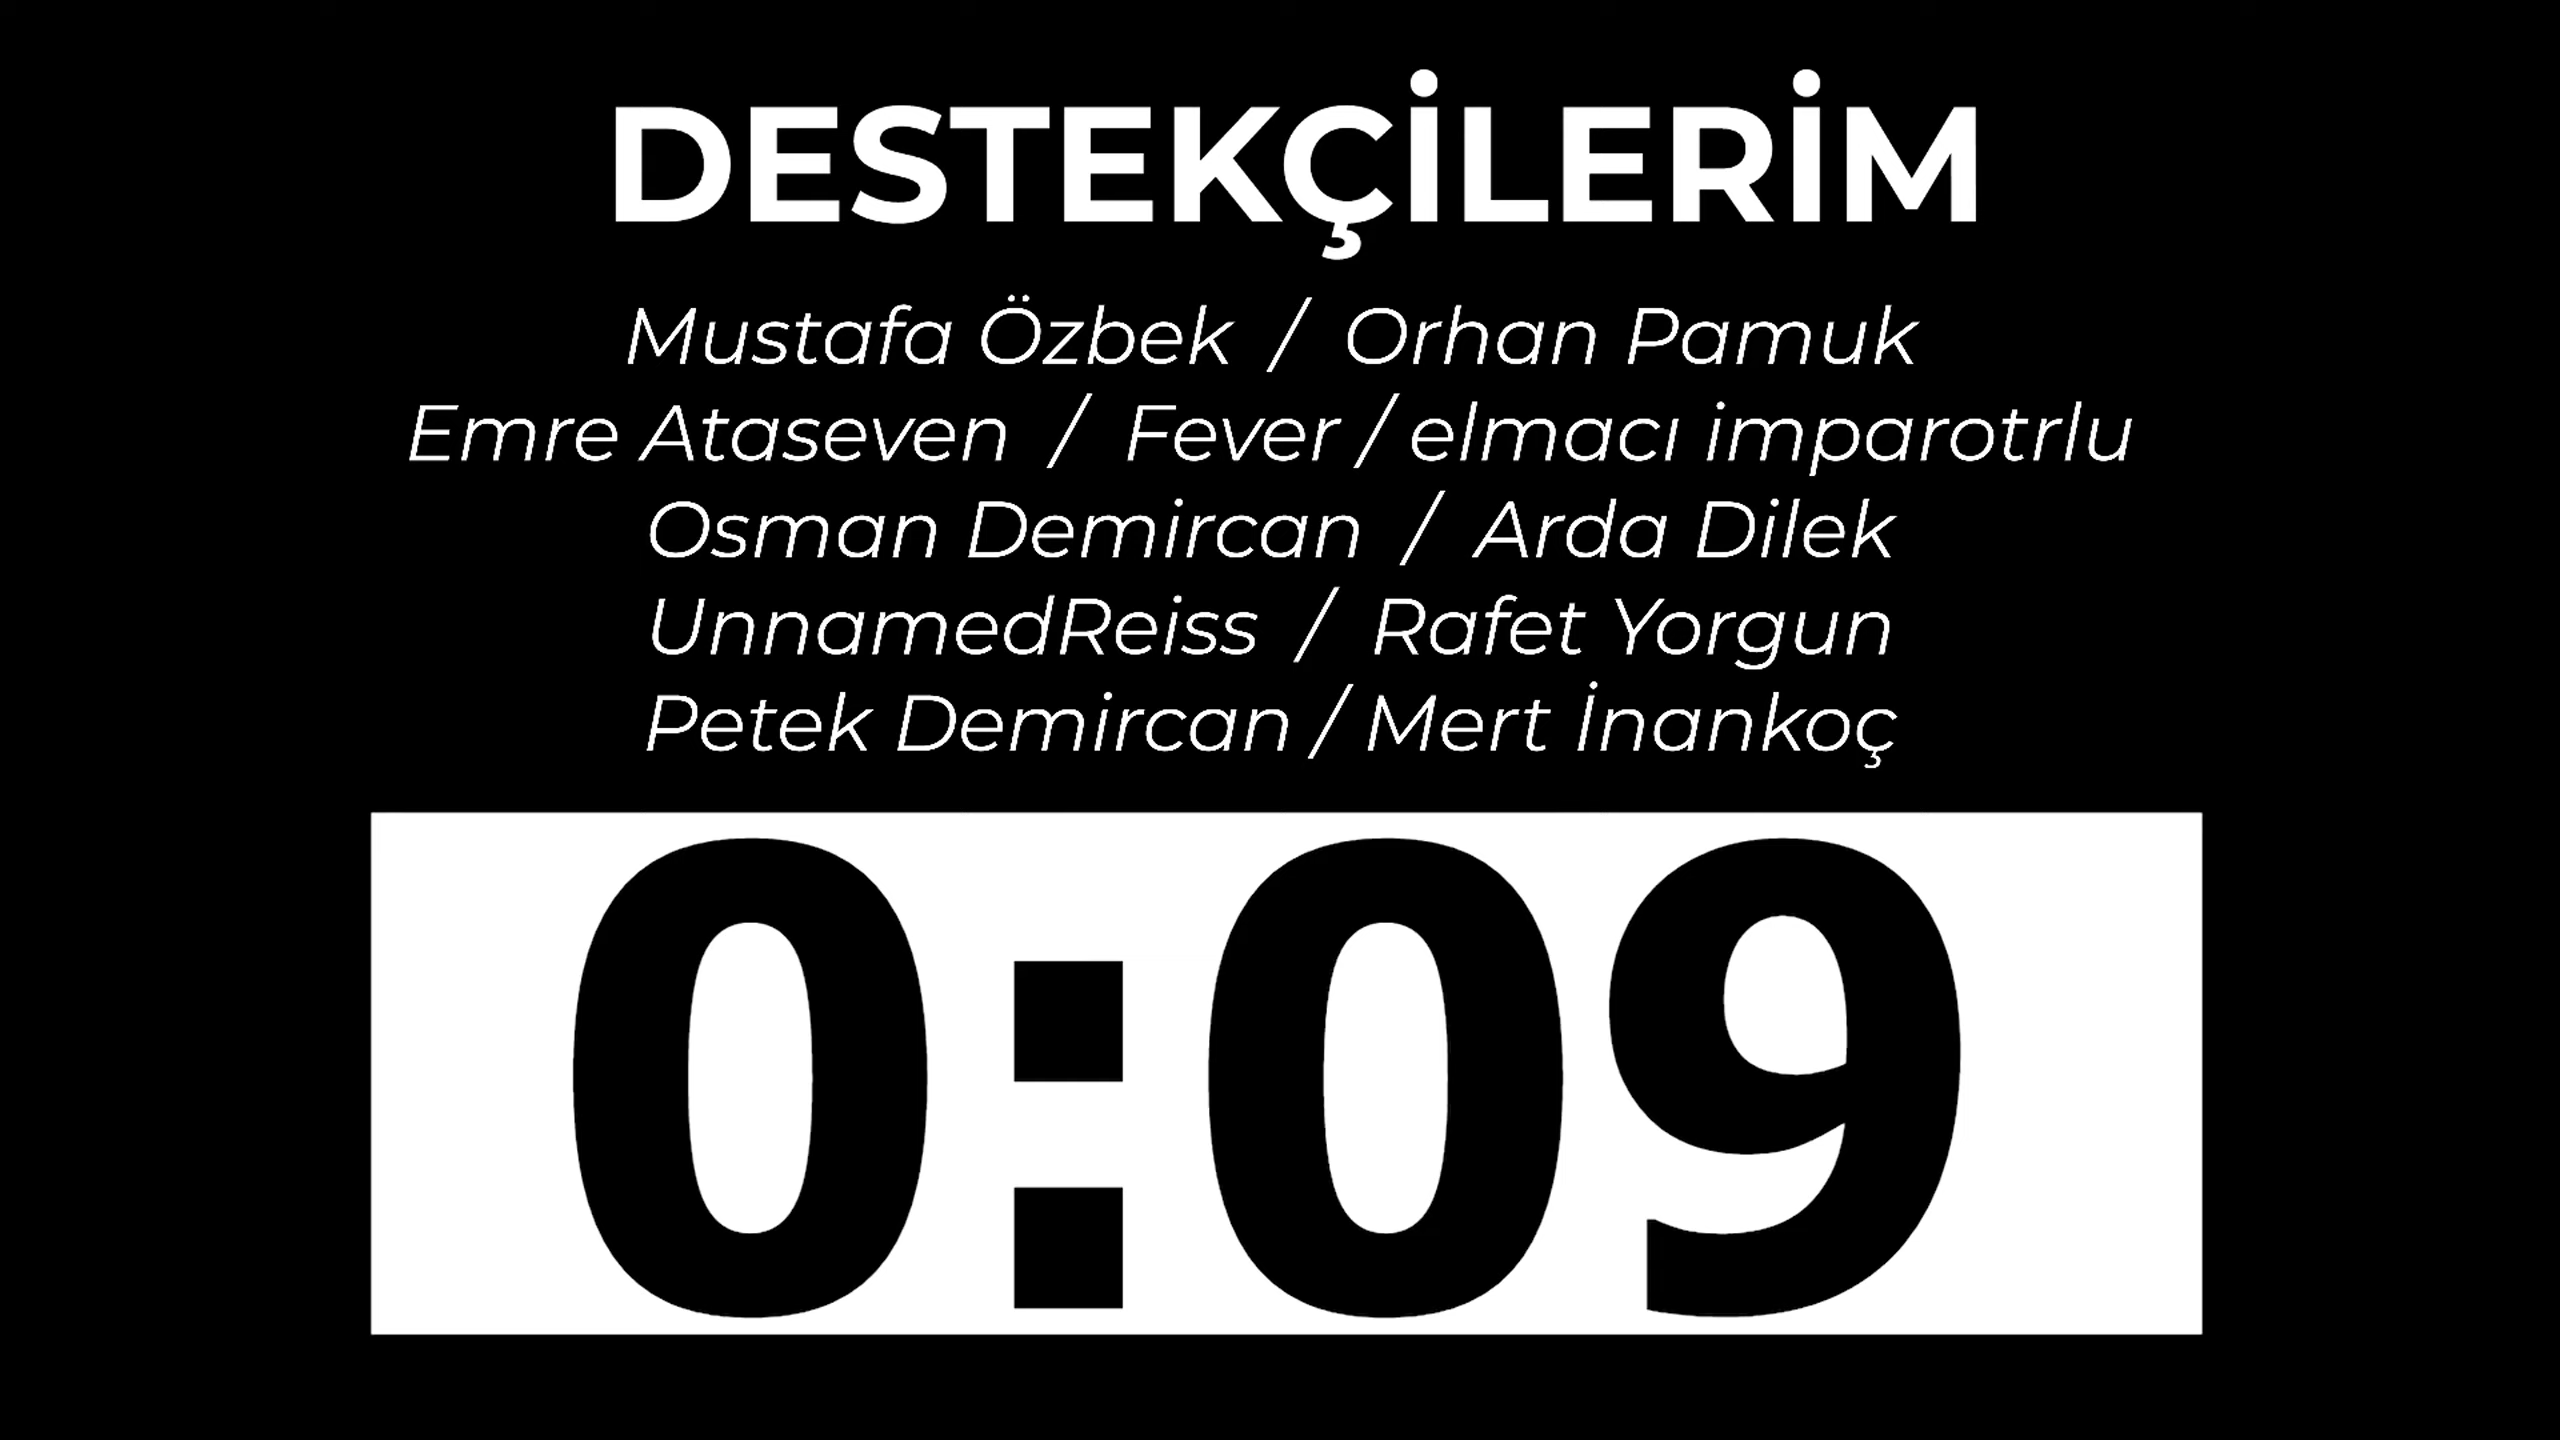 DESTEKÇİLERİM
Mustafa Özbek / Orhan Pamuk
Emre Ataseven / Fever / elmacı imparotrlu
Osman Demircan / Arda Dilek
UnnamedReiss / Rafet Yorgun
Petek Demircan / Mert İnankoç
0:09